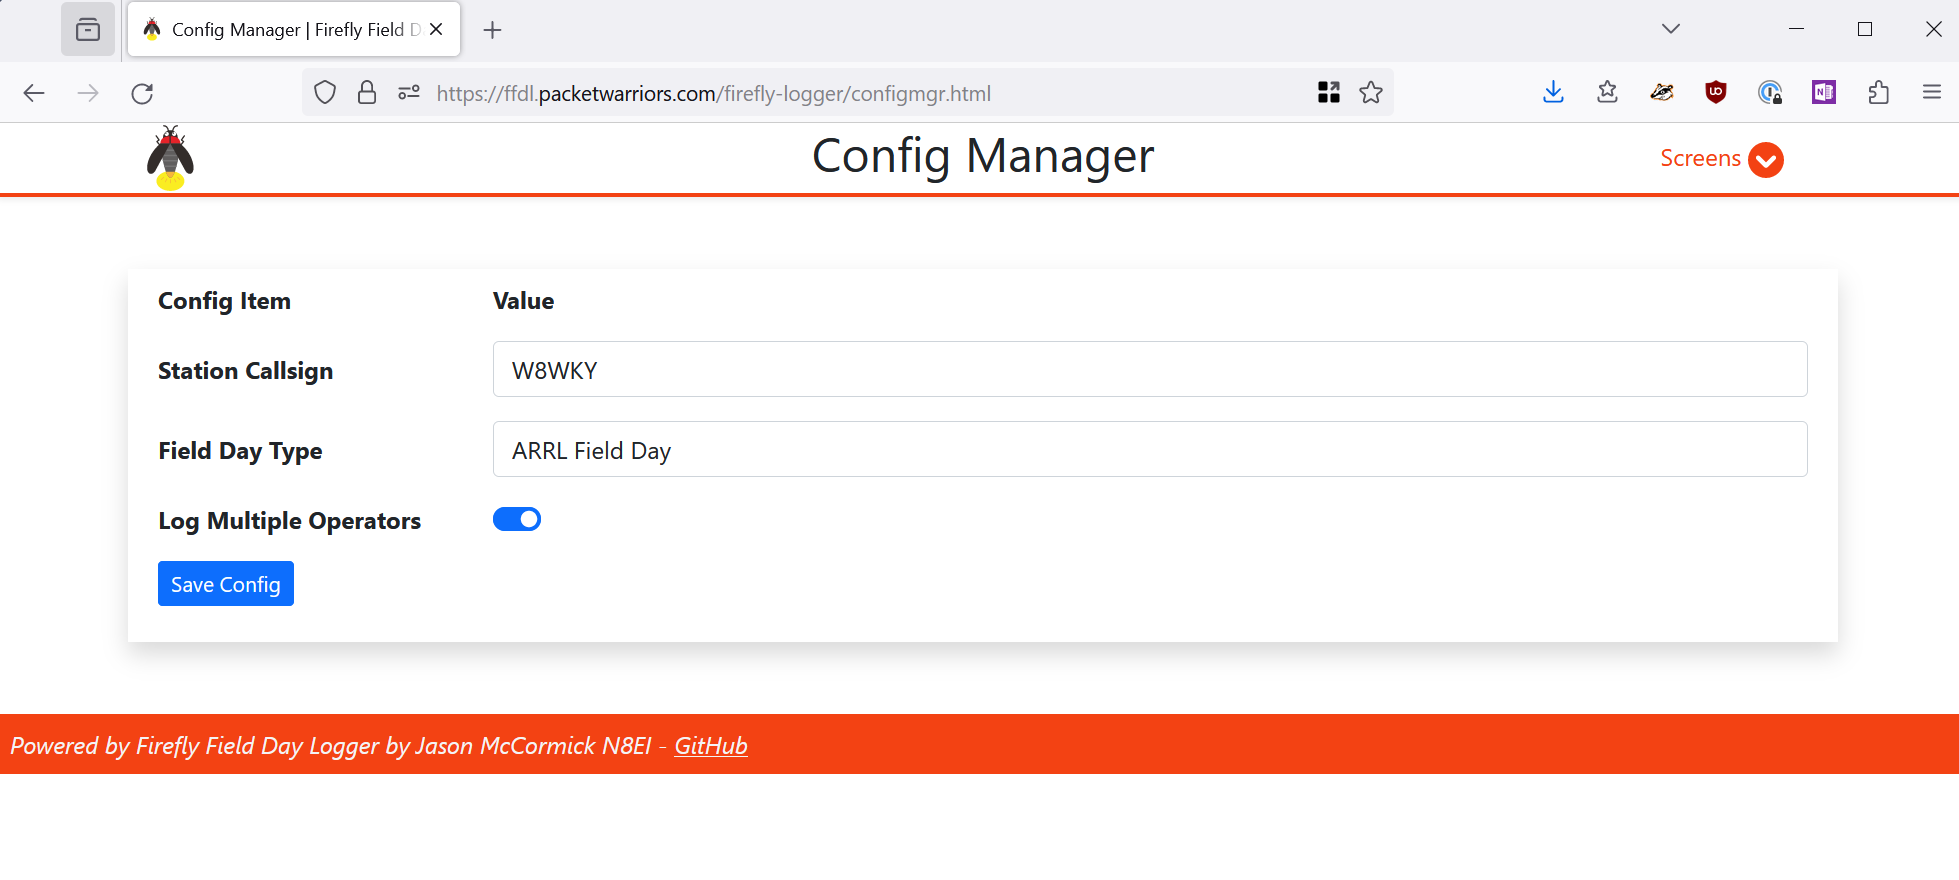 Config Manager | Firefly Field D
https://ffdl.packetwarriors.com/firefly-logger/configmgr.html
Config Manager
Screens
Config Item Value
Station Callsign W8WKY
Field Day Type ARRL Field Day
Log Multiple Operators
Save Config
Powered by Firefly Field Day Logger by Jason McCormick N8EI - GitHub